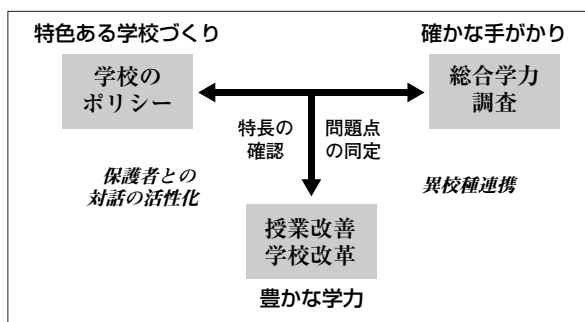 特色ある学校づくり
学校の
ポリシー
確かな手がかり
総合学力
調査
特長の
確認
問題点
の同定
保護者との
対話の活性化
異校種連携
授業改善
学校改革
豊かな学力